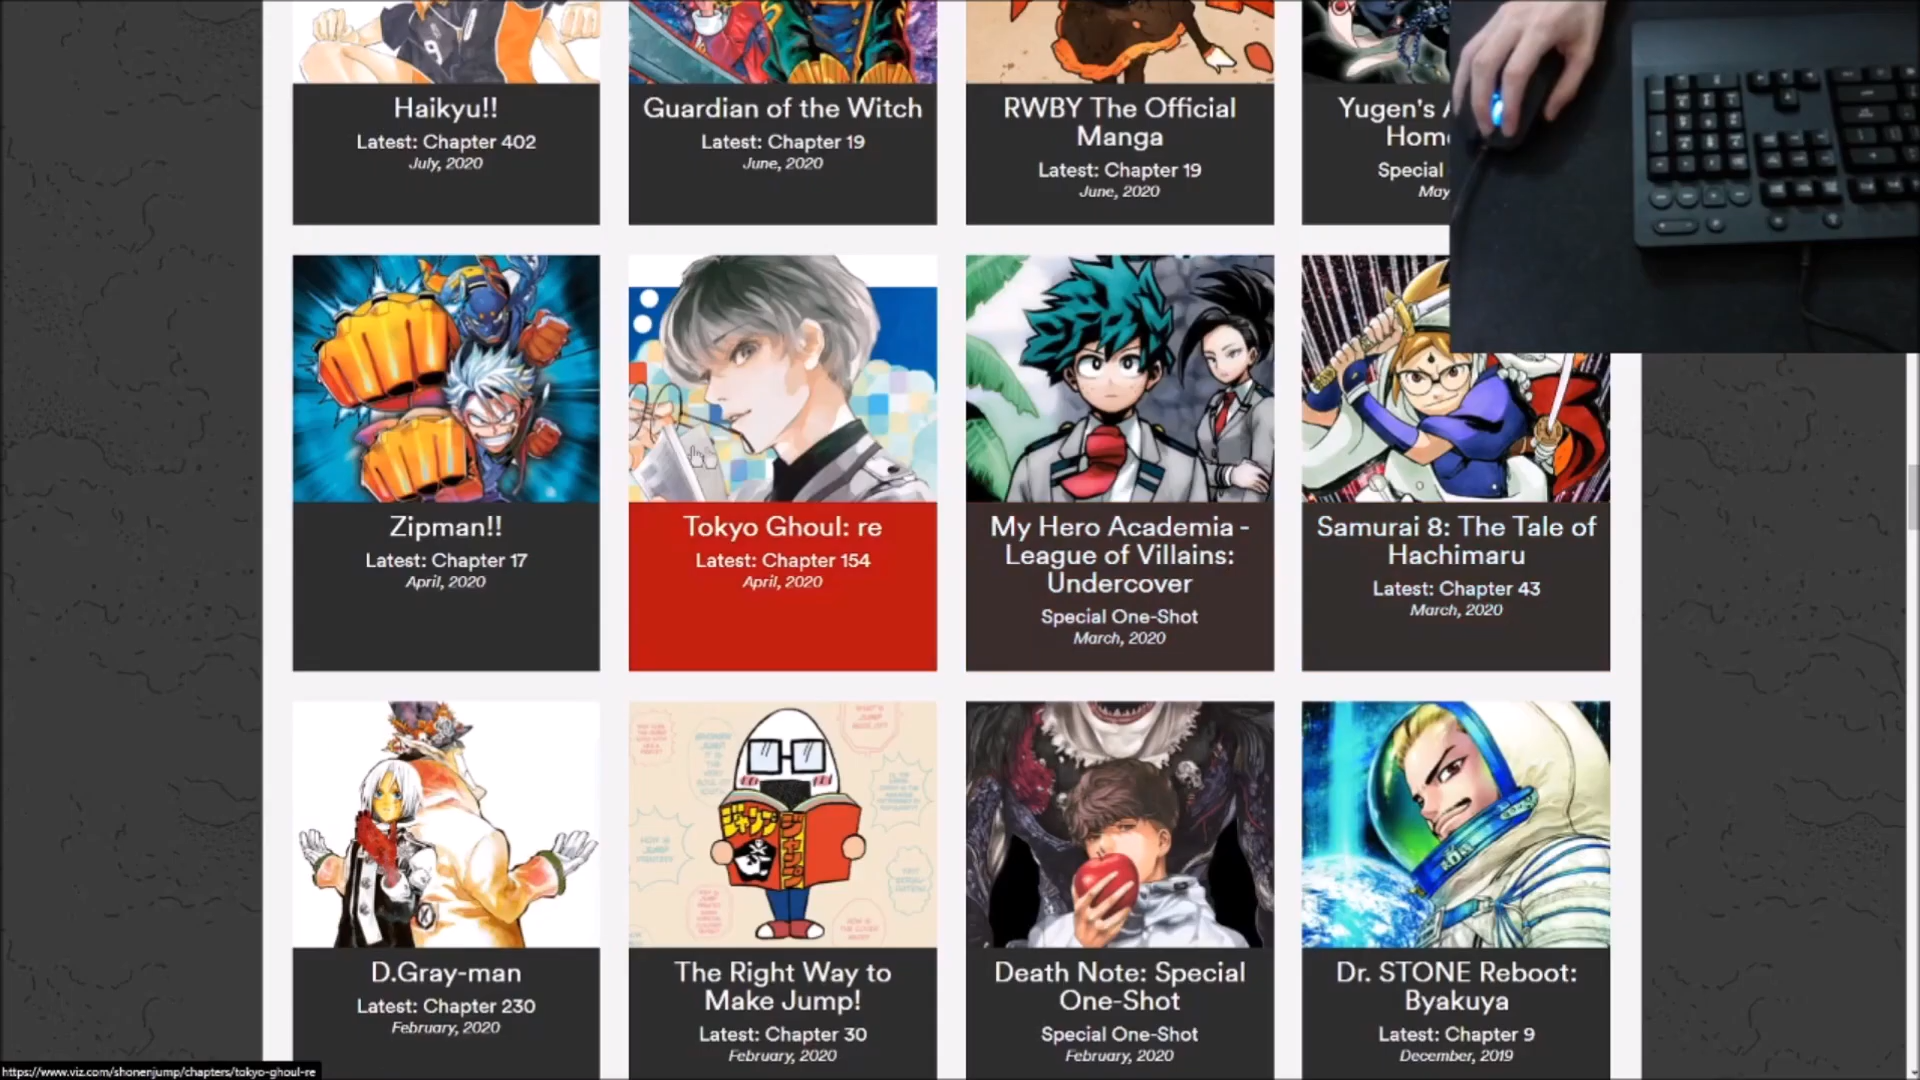 Haikyu!!
Latest: Chapter 402
July, 2020
Guardian of the Witch
Latest: Chapter 19
June, 2020
RWBY The Official
Manga
Latest: Chapter 19
June, 2020
Yugen's
Special
May
Zipman!!
Latest: Chapter 17
April, 2020
Tokyo Ghoul: re
Latest: Chapter 154
April, 2020
My Hero Academia -
League of Villains:
Undercover
Special One-Shot
March, 2020
Samurai 8: The Tale of
Hachimaru
Latest: Chapter 43
March, 2020
ジャンプ
D.Gray-man
Latest: Chapter 230
February, 2020
The Right Way to
Make Jump!
Latest: Chapter 30
February, 2020
Death Note: Special
One-Shot
Special One-Shot
February, 2020
Dr. STONE Reboot:
Byakuya
Latest: Chapter 9
December, 2019
https://www.viz.com/shonenjump/chapters/tokyo-ghoul-re